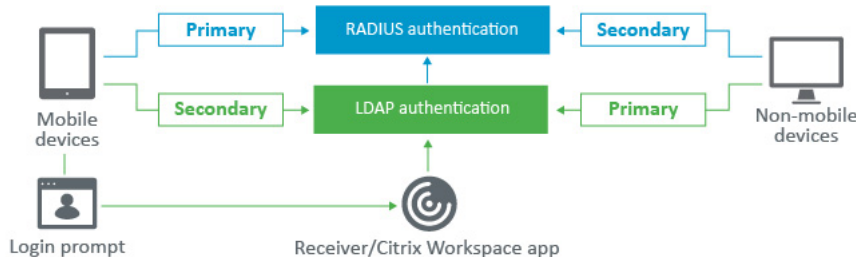 Primary
RADIUS authentication
Secondary
Secondary
LDAP authentication
Primary
Mobile
devices
Non-mobile
devices
Login prompt
Receiver/Citrix Workspace app